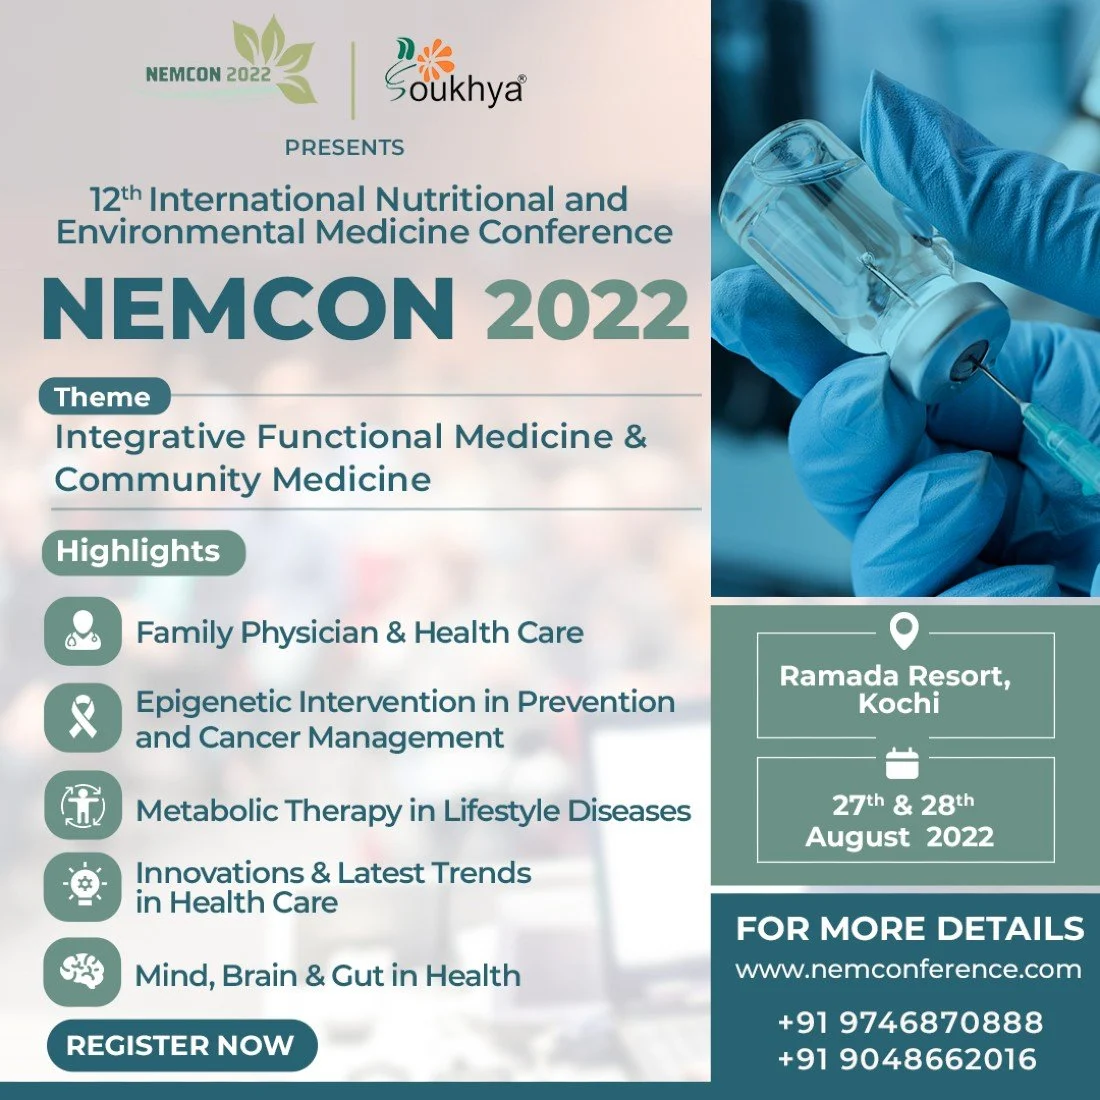 NEMCON 2022
Soukhya®
PRESENTS
12th International Nutritional and
Environmental Medicine Conference
NEMCON 2022
Theme
Integrative Functional Medicine &
Community Medicine
Highlights
Family Physician & Health Care
Epigenetic Intervention in Prevention
and Cancer Management
Metabolic Therapy in Lifestyle Diseases
Innovations & Latest Trends
in Health Care
Mind, Brain & Gut in Health
REGISTER NOW
Ramada Resort,
Kochi
27th & 28th
August 2022
FOR MORE DETAILS
www.nemconference.com
+91 9746870888
+91 9048662016